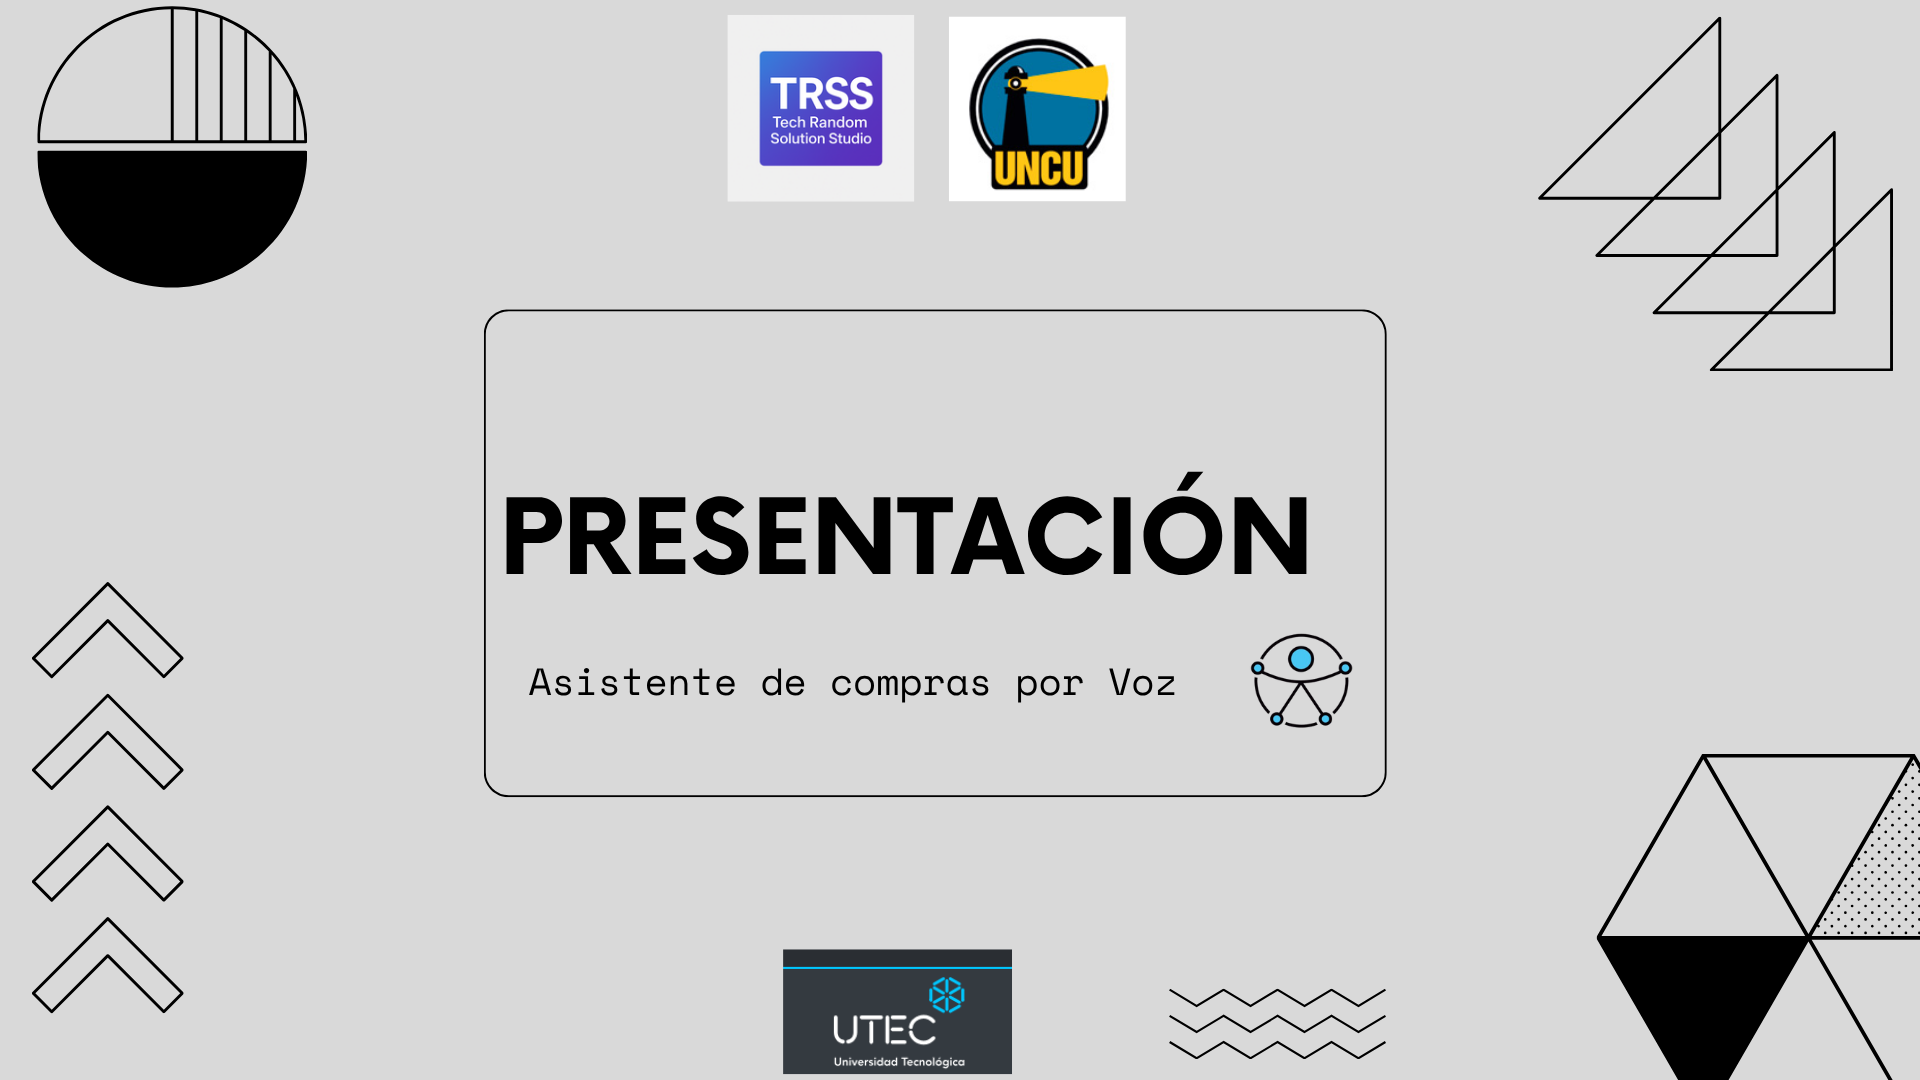 TRSS
Tech Random
Solution Studio
UNCU
PRESENTACIÓN
Asistente de compras por Voz
UTEC
Universidad Tecnológica